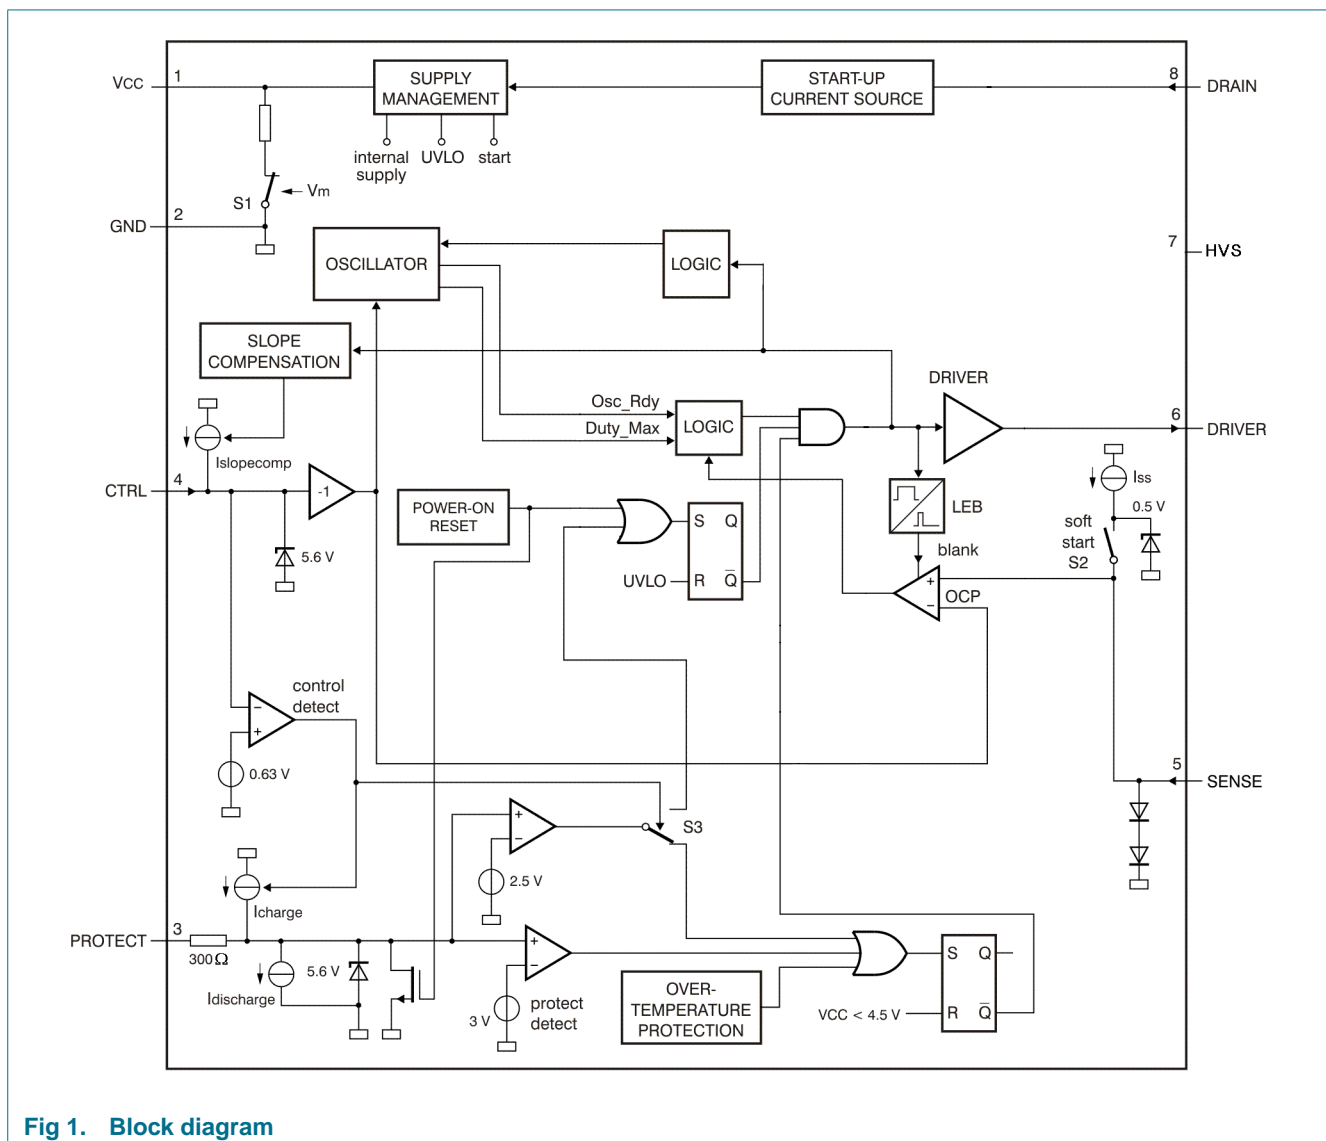 VCC
1
SUPPLY
MANAGEMENT
START-UP
CURRENT SOURCE
8
DRAIN
internal
supply
UVLO
start
S1
Vm
GND
2
OSCILLATOR
LOGIC
7
HVS
SLOPE
COMPENSATION
DRIVER
Osc_Rdy
Duty_Max
LOGIC
6
DRIVER
Islopecomp
CTRL
4
-1
POWER-ON
RESET
S
Q
UVLO
R
Q
LEB
blank
Iss
0.5 V
soft
start
S2
5.6 V
+
−
OCP
control
detect
−
+
0.63 V
5
SENSE
+
−
S3
2.5 V
Icharge
PROTECT
3
300 Ω
Idischarge
5.6 V
+
−
3 V
protect
detect
OVER-
TEMPERATURE
PROTECTION
S
Q
VCC < 4.5 V
R
Q
Fig 1. Block diagram